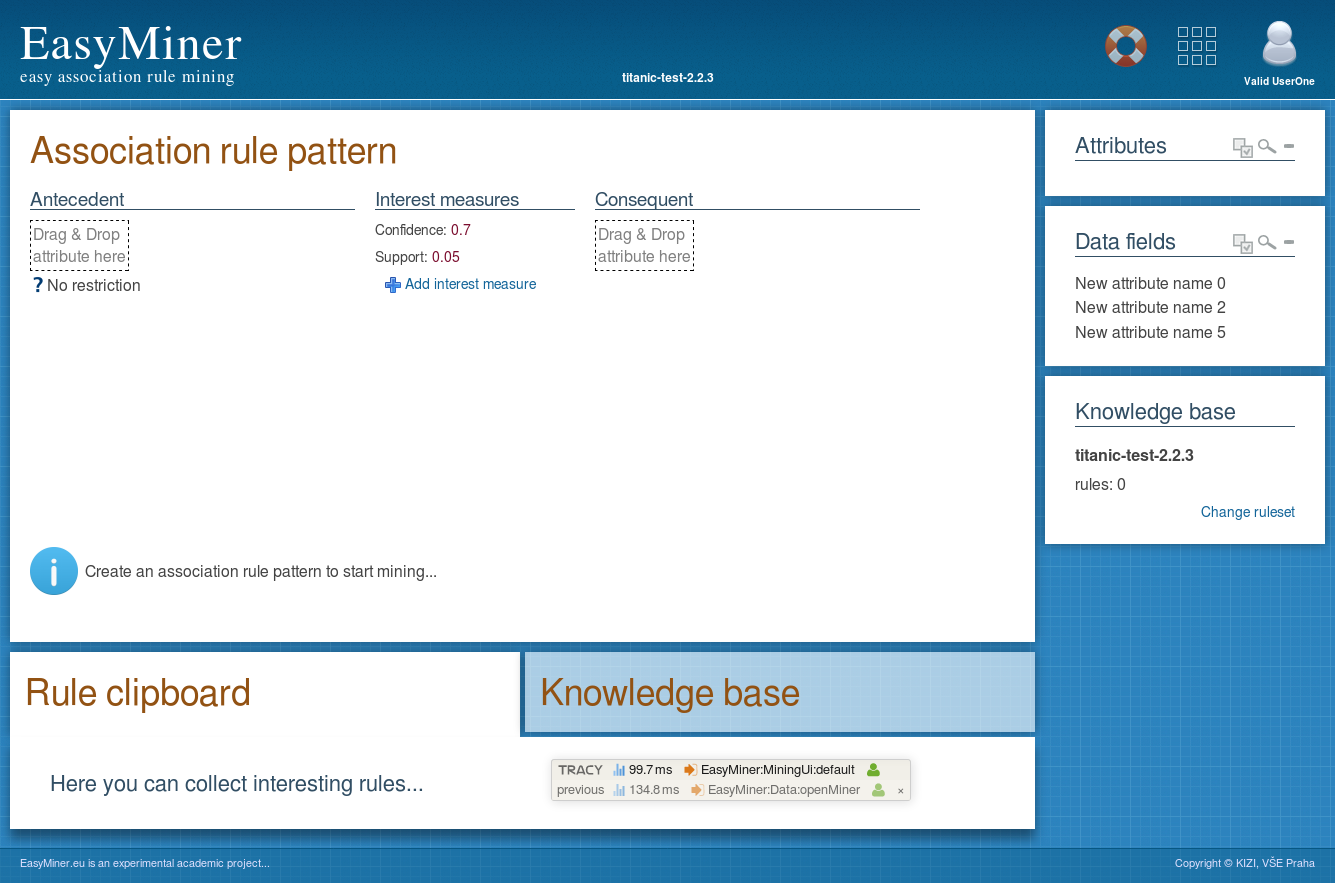 EasyMiner
easy association rule mining
titanic-test-2.2.3
Valid UserOne
Association rule pattern
Antecedent
Drag & Drop
attribute here
? No restriction
Interest measures
Confidence: 0.7
Support: 0.05
Add interest measure
Consequent
Drag & Drop
attribute here
i
Create an association rule pattern to start mining...
Attributes
Data fields
New attribute name 0
New attribute name 2
New attribute name 5
Knowledge base
titanic-test-2.2.3
rules: 0
Change ruleset
Rule clipboard
Knowledge base
Here you can collect interesting rules...
TRACY 99.7 ms EasyMiner:MiningUi:default
previous 134.8 ms EasyMiner:Data:openMiner ×
EasyMiner.eu is an experimental academic project...
Copyright © KIZI, VŠE Praha